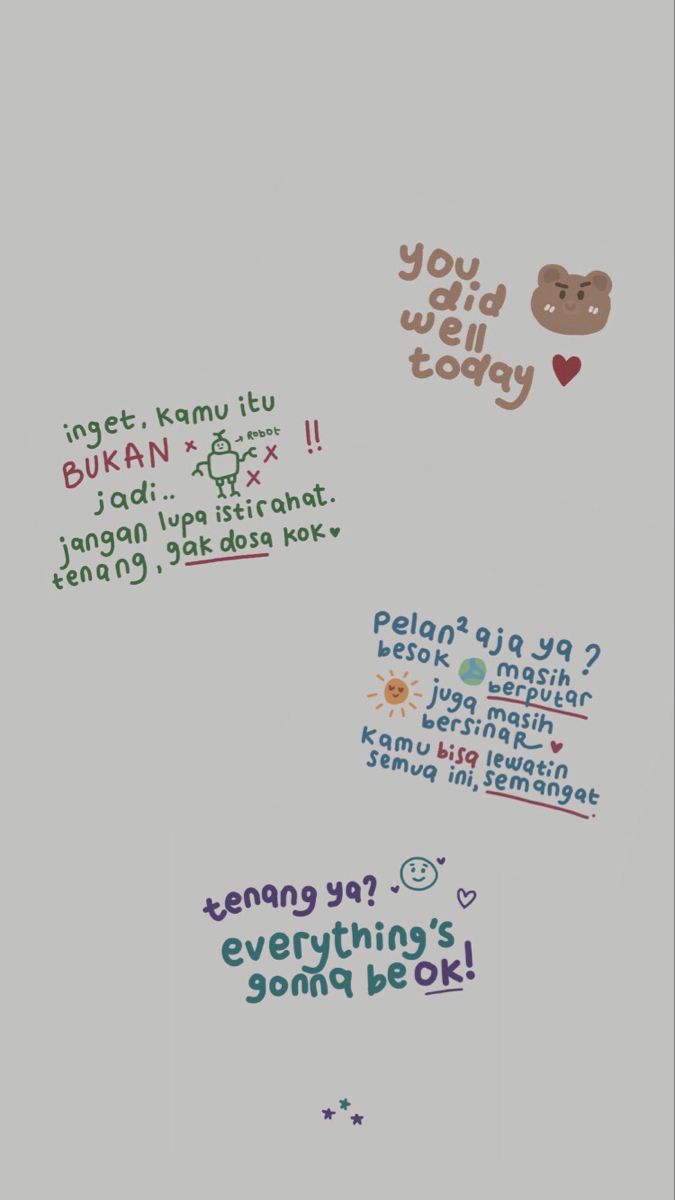 you
did
well
today
inget, kamu itu
BUKAN
→ Robot
!!
jadi..
jangan lupa istirahat.
tenang, gak dosa kok
Pelan² aja ya?
besok masih
berputar
juga masih
bersinar
Kamu bisa lewatin
semua ini, semangat.
tenang ya?
everything's
gonna be OK!